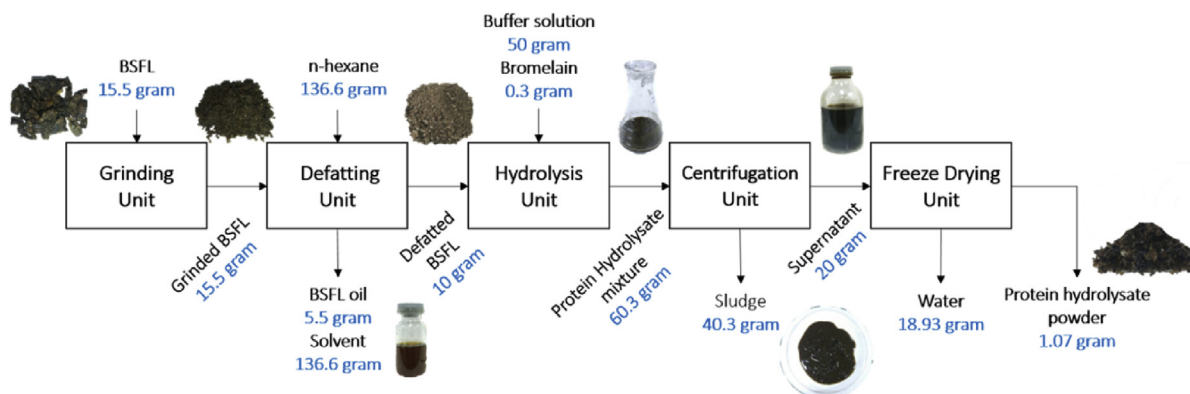 BSFL
15.5 gram
Grinding
Unit
Grinded BSFL
15.5 gram
n-hexane
136.6 gram
Defatting
Unit
BSFL oil
5.5 gram
Solvent
136.6 gram
Defatted
BSFL
10 gram
Buffer solution
50 gram
Bromelain
0.3 gram
Hydrolysis
Unit
Protein Hydrolysate
mixture
60.3 gram
Centrifugation
Unit
Sludge
40.3 gram
Supernatant
20 gram
Freeze Drying
Unit
Water
18.93 gram
Protein hydrolysate
powder
1.07 gram